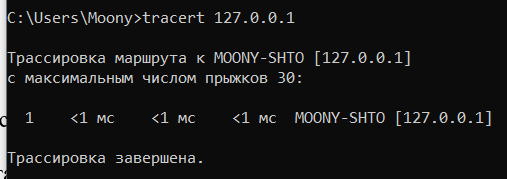 C:\Users\Moony>tracert 127.0.0.1
Трассировка маршрута к MOONY-SHTO [127.0.0.1]
с максимальным числом прыжков 30:
1 <1 мс <1 мс <1 мс MOONY-SHTO [127.0.0.1]
Трассировка завершена.